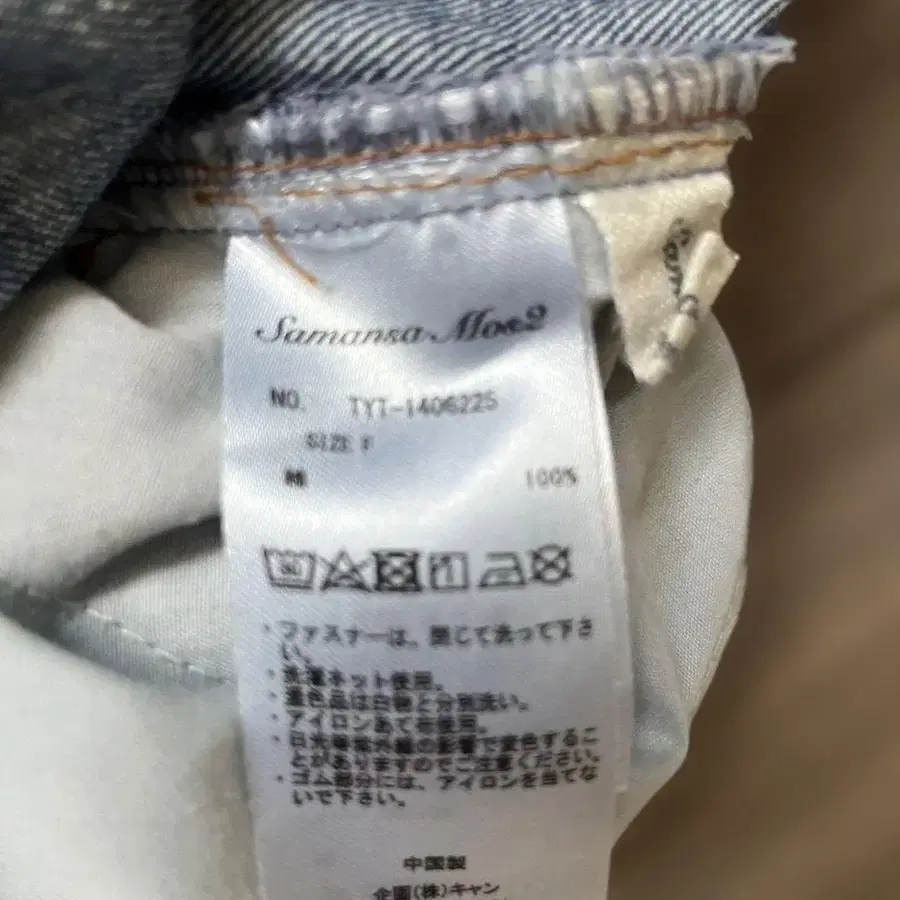 Samansa Mos2
NO. TYT-1406225
SIZE F
綿 100%
・ファスナーは、閉じて洗って下さ
い。
・洗濯ネット使用。
・濃色品は白物と分別洗い。
・アイロンあて布使用。
・日光等紫外線の影響で変色するこ
とがありますのでご注意ください。
・ゴム部分には、アイロンを当てな
いで下さい。
中国製
企画(株)キャン